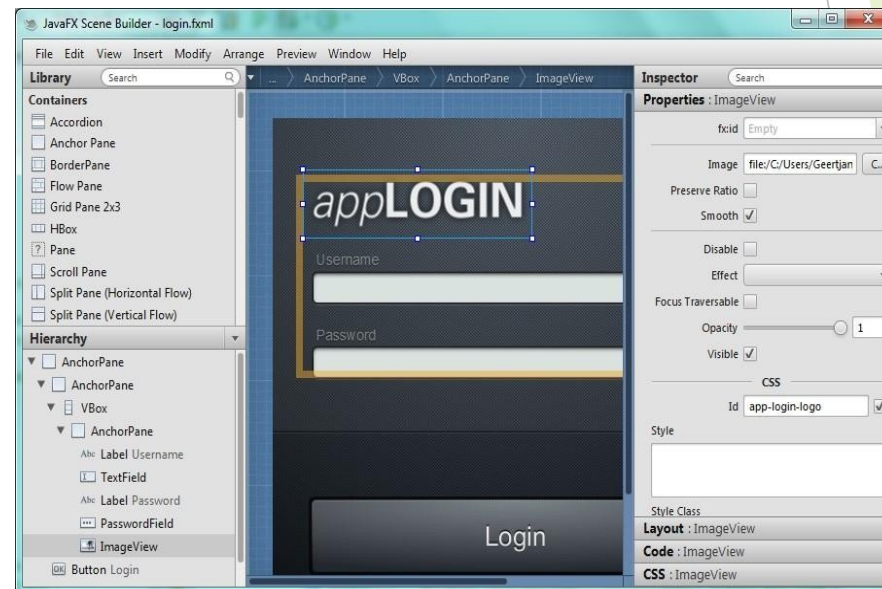 JavaFX Scene Builder - login.fxml
File Edit View Insert Modify Arrange Preview Window Help
Library Search
Containers
Accordion
Anchor Pane
BorderPane
Flow Pane
Grid Pane 2x3
HBox
Pane
Scroll Pane
Split Pane (Horizontal Flow)
Split Pane (Vertical Flow)
Hierarchy
AnchorPane
AnchorPane
VBox
AnchorPane
Abc Label Username
TextField
Abc Label Password
PasswordField
ImageView
OK Button Login
... AnchorPane VBox AnchorPane ImageView
appLOGIN
Username
Password
Login
Inspector Search
Properties : ImageView
fx:id Empty
Image file:/C:/Users/Geertjan C...
Preserve Ratio
Smooth
Disable
Effect
Focus Traversable
Opacity 1
Visible
CSS
Id app-login-logo
Style
Style Class
Layout : ImageView
Code : ImageView
CSS : ImageView